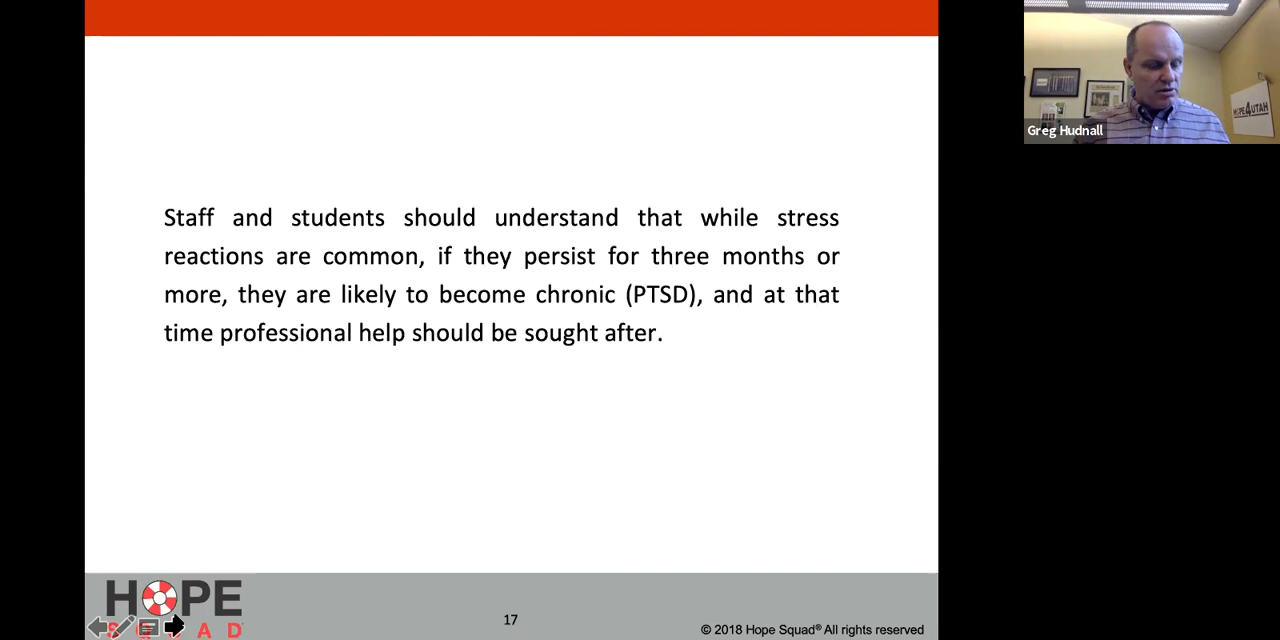 Staff and students should understand that while stress
reactions are common, if they persist for three months or
more, they are likely to become chronic (PTSD), and at that
time professional help should be sought after.
Greg Hudnall
HOPE4UTAH
HOPE
SQUAD
17
© 2018 Hope Squad® All rights reserved